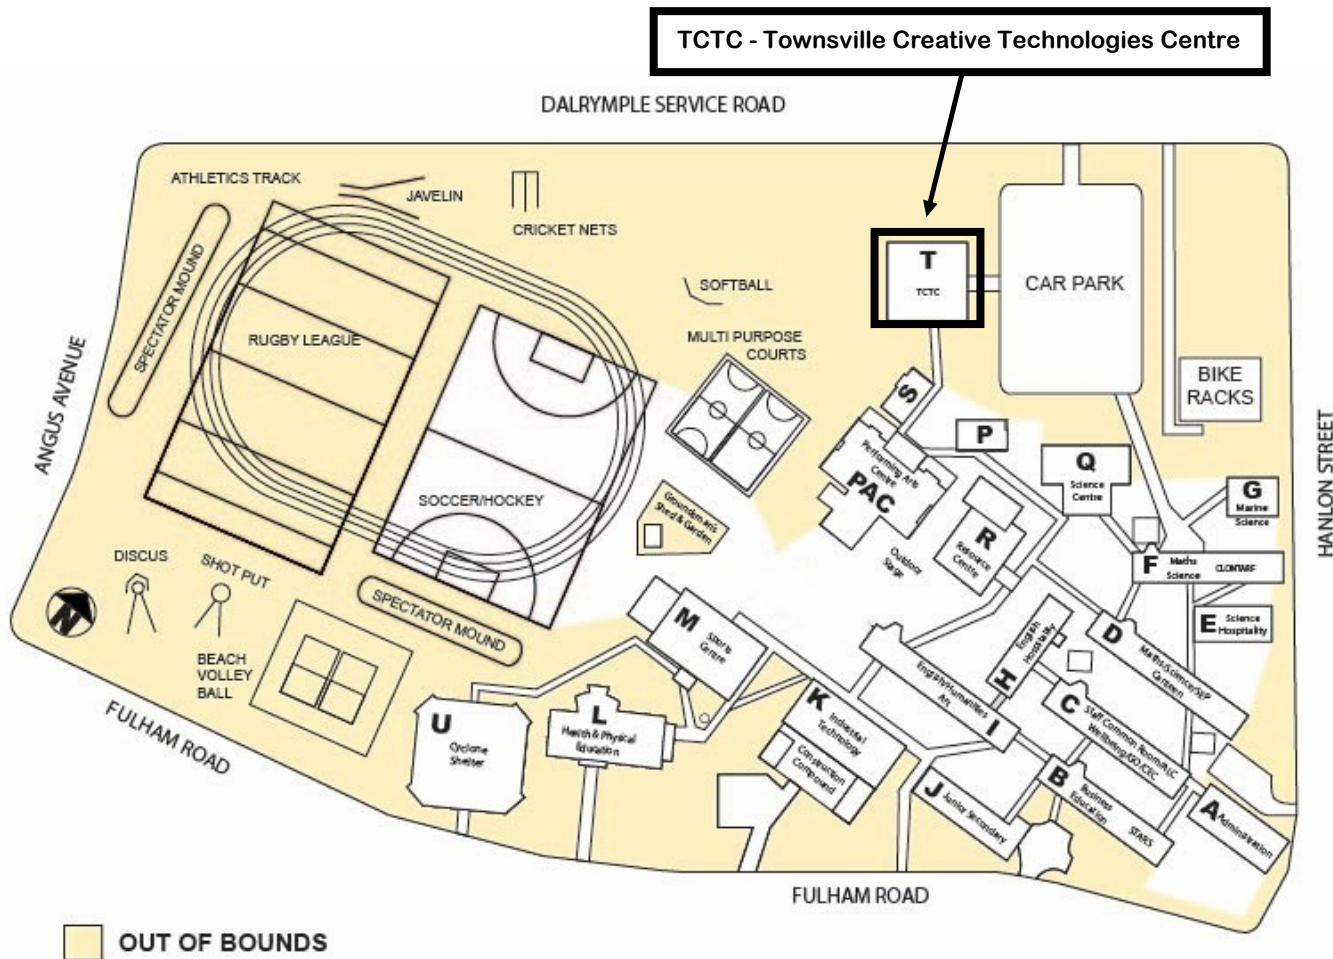 TCTC - Townsville Creative Technologies Centre
DALRYMPLE SERVICE ROAD
ATHLETICS TRACK
JAVELIN
CRICKET NETS
SPECTATOR MOUND
RUGBY LEAGUE
SOFTBALL
MULTI PURPOSE
COURTS
T
TCTC
CAR PARK
BIKE
RACKS
ANGUS AVENUE
HANLON STREET
S
P
Performing Arts
Centre
PAC
Q
Science
Centre
G
Marine
Science
SOCCER/HOCKEY
Groundsman's
Shed & Garden
Outdoor
Stage
R
Resource
Centre
F
Maths
Science
CLONTARF
E
Science
Hospitality
DISCUS
SHOT PUT
SPECTATOR MOUND
N
BEACH
VOLLEY
BALL
M
Sports
Centre
H
English
Hospitality
D
Maths/Science/SEP
Canteen
U
Cyclone
Shelter
L
Health & Physical
Education
K
Industrial
Technology
Construction
Compound
I
English/Humanities
Art
C
Staff Common Room/
Wellbeing/GO/CEC
J
Junior Secondary
B
Business
Education
STARS
A
Administration
FULHAM ROAD
FULHAM ROAD
OUT OF BOUNDS